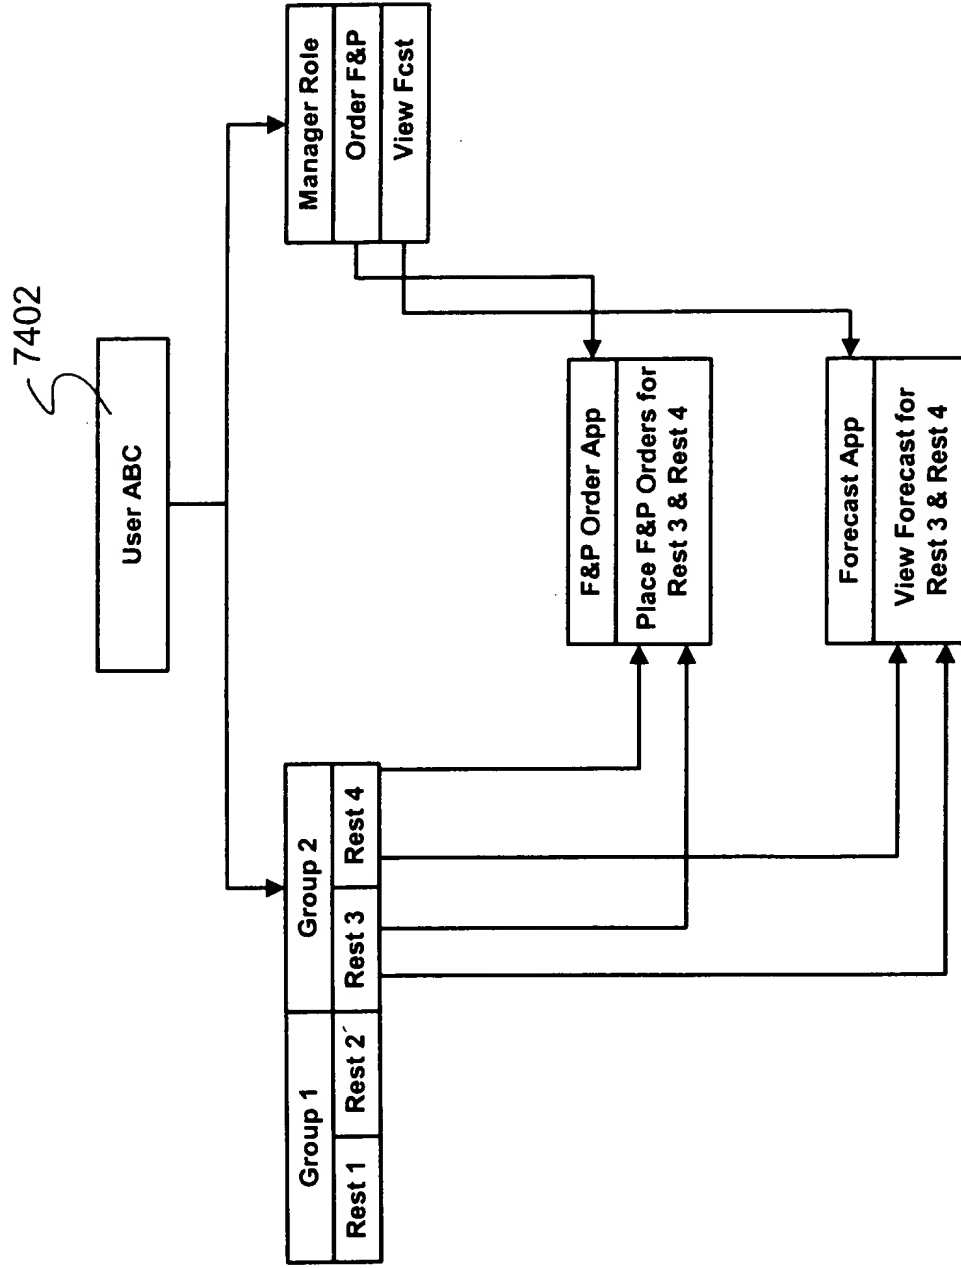 7402
User ABC
Group 1
Group 2
Rest 1
Rest 2
Rest 3
Rest 4
Manager Role
Order F&P
View Fcst
F&P Order App
Place F&P Orders for
Rest 3 & Rest 4
Forecast App
View Forecast for
Rest 3 & Rest 4